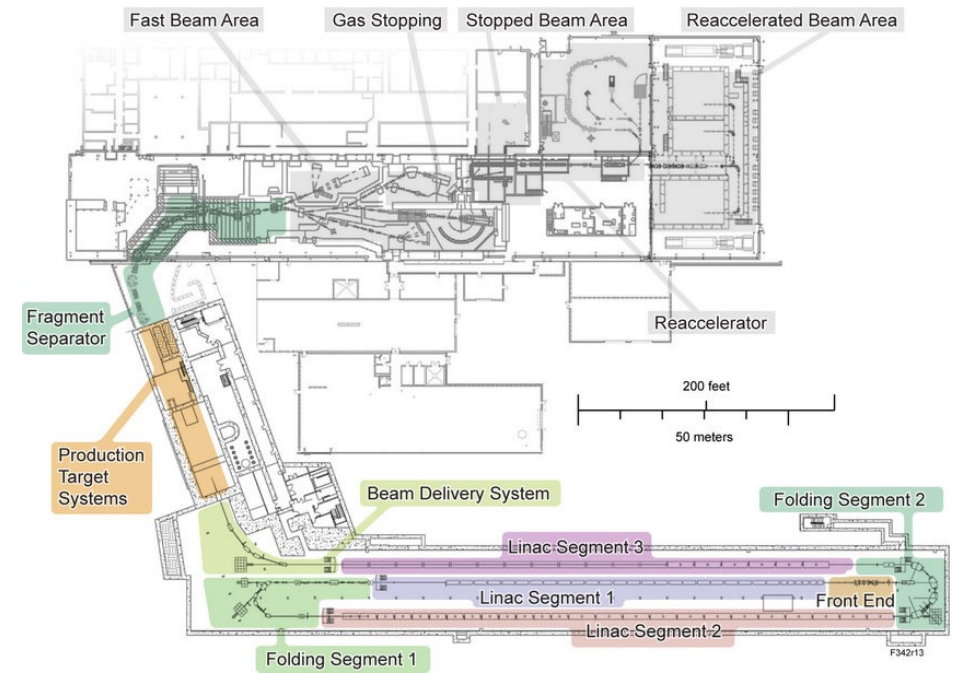 Fast Beam Area
Gas Stopping
Stopped Beam Area
Reaccelerated Beam Area
Fragment
Separator
Reaccelerator
200 feet
50 meters
Production
Target
Systems
Beam Delivery System
Folding Segment 2
Linac Segment 3
Linac Segment 1
Front End
Linac Segment 2
F342r13
Folding Segment 1